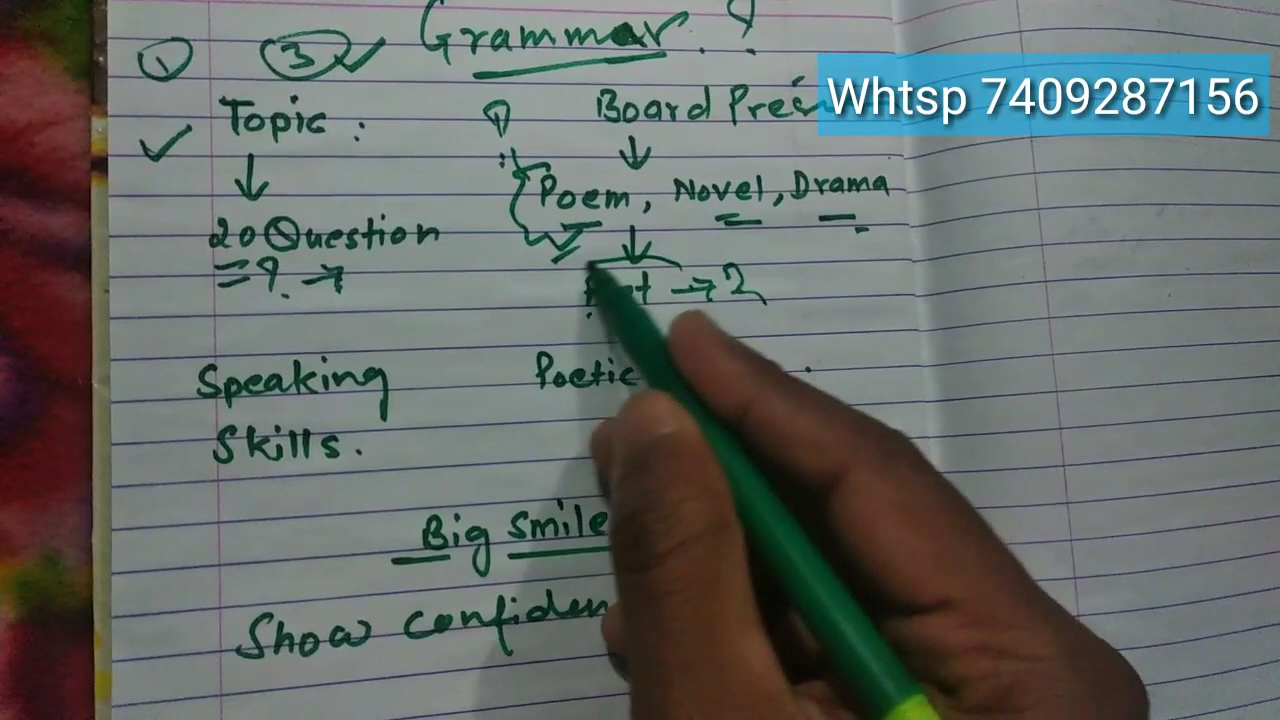 Grammar. ?
① ③
Whtsp 7409287156
Topic :
Board
Poem, Novel, Drama
20 Question
= ?
→ 2
Speaking
Skills.
Poetic
Big Smile
Show confiden